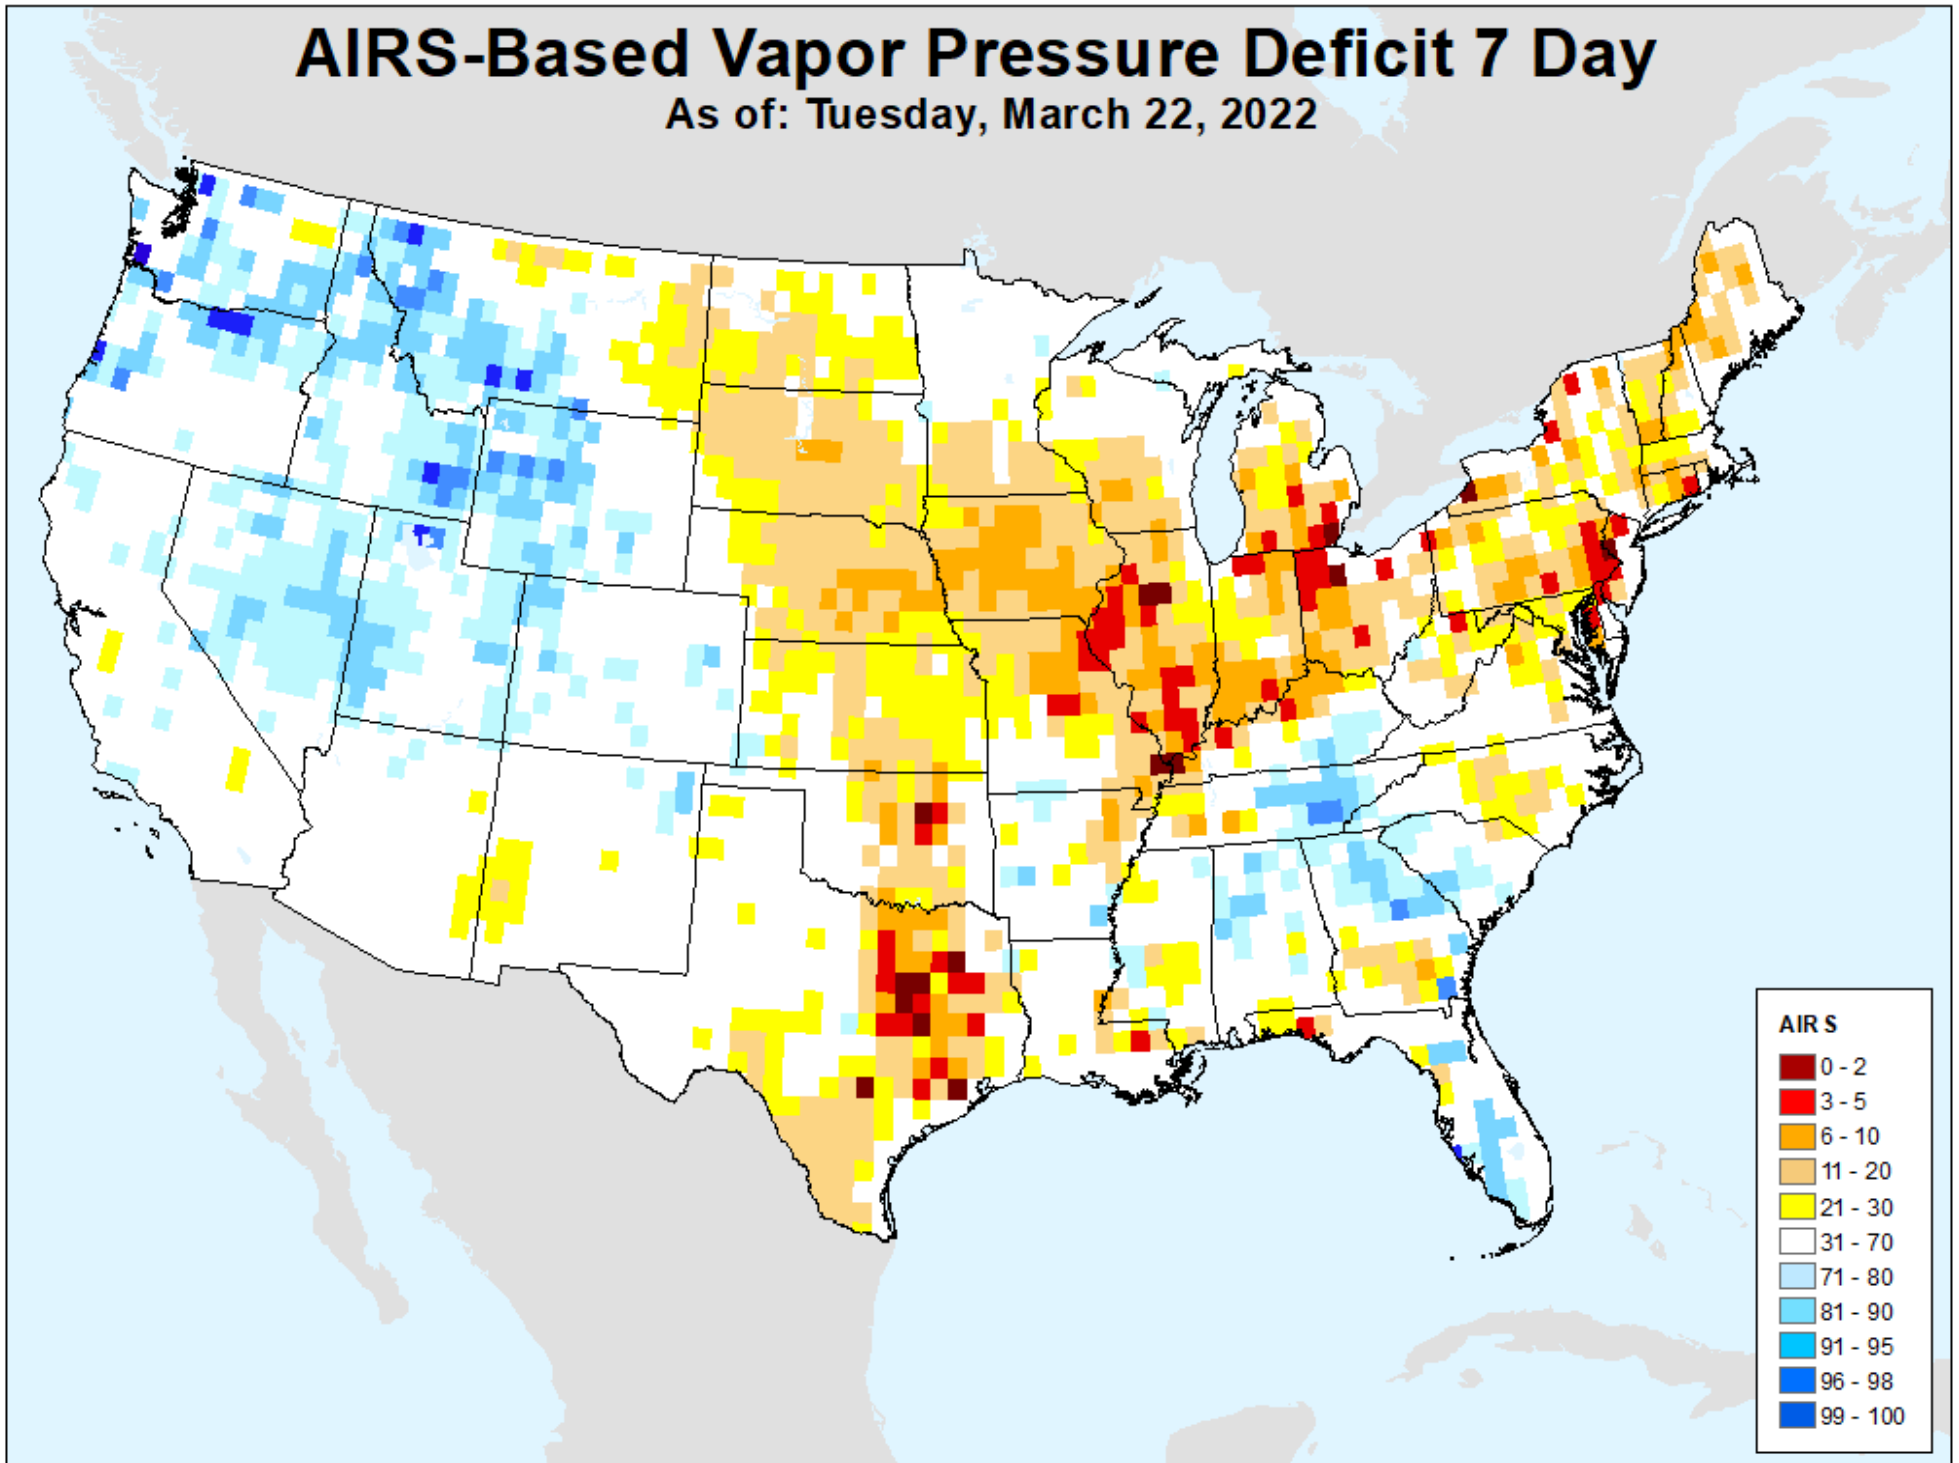 AIRS-Based Vapor Pressure Deficit 7 Day
As of: Tuesday, March 22, 2022
AIRS
0 - 2
3 - 5
6 - 10
11 - 20
21 - 30
31 - 70
71 - 80
81 - 90
91 - 95
96 - 98
99 - 100